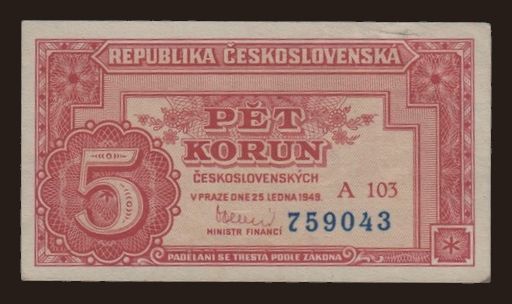 REPUBLIKA ČESKOSLOVENSKÁ
PĚT
KORUN
ČESKOSLOVENSKÝCH
V PRAZE DNE 25. LEDNA 1949.
A 103
5
759043
MINISTR FINANCÍ
PADĚLÁNÍ SE TRESTÁ PODLE ZÁKONA